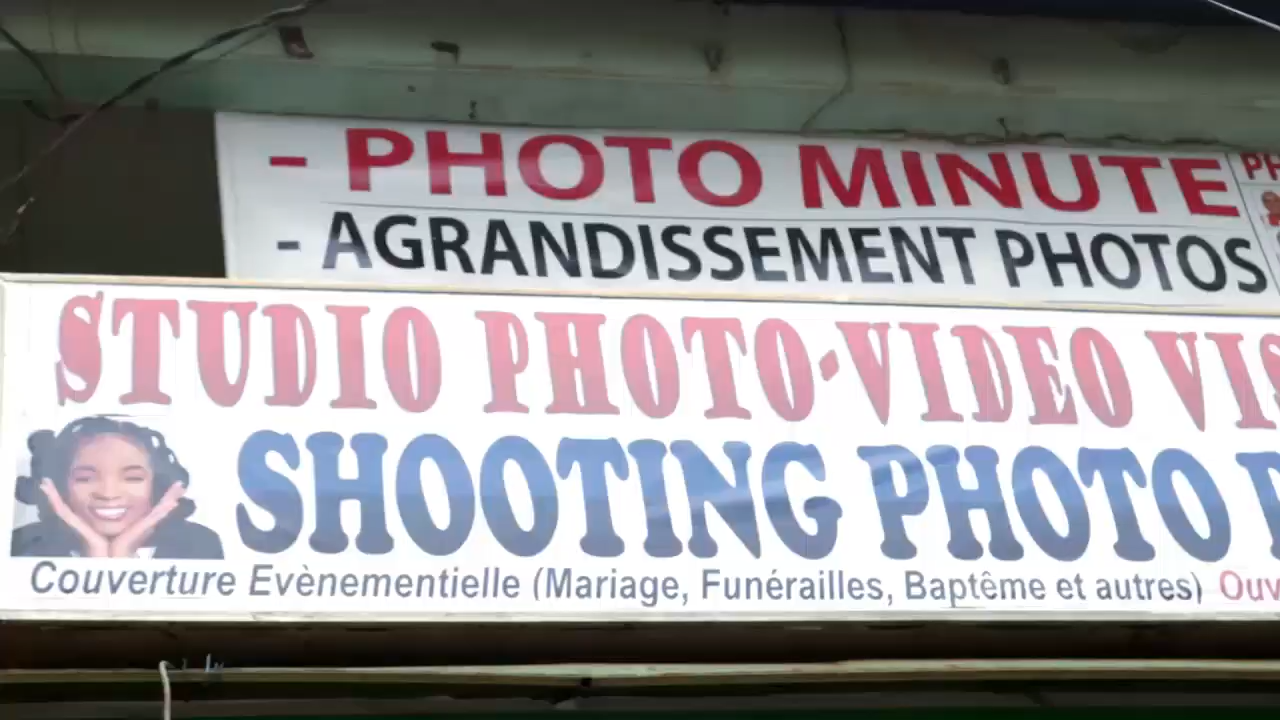 - PHOTO MINUTE
- AGRANDISSEMENT PHOTOS
STUDIO PHOTO-VIDEO
SHOOTING PHOTO
Couverture Evènementielle (Mariage, Funérailles, Baptême et autres)